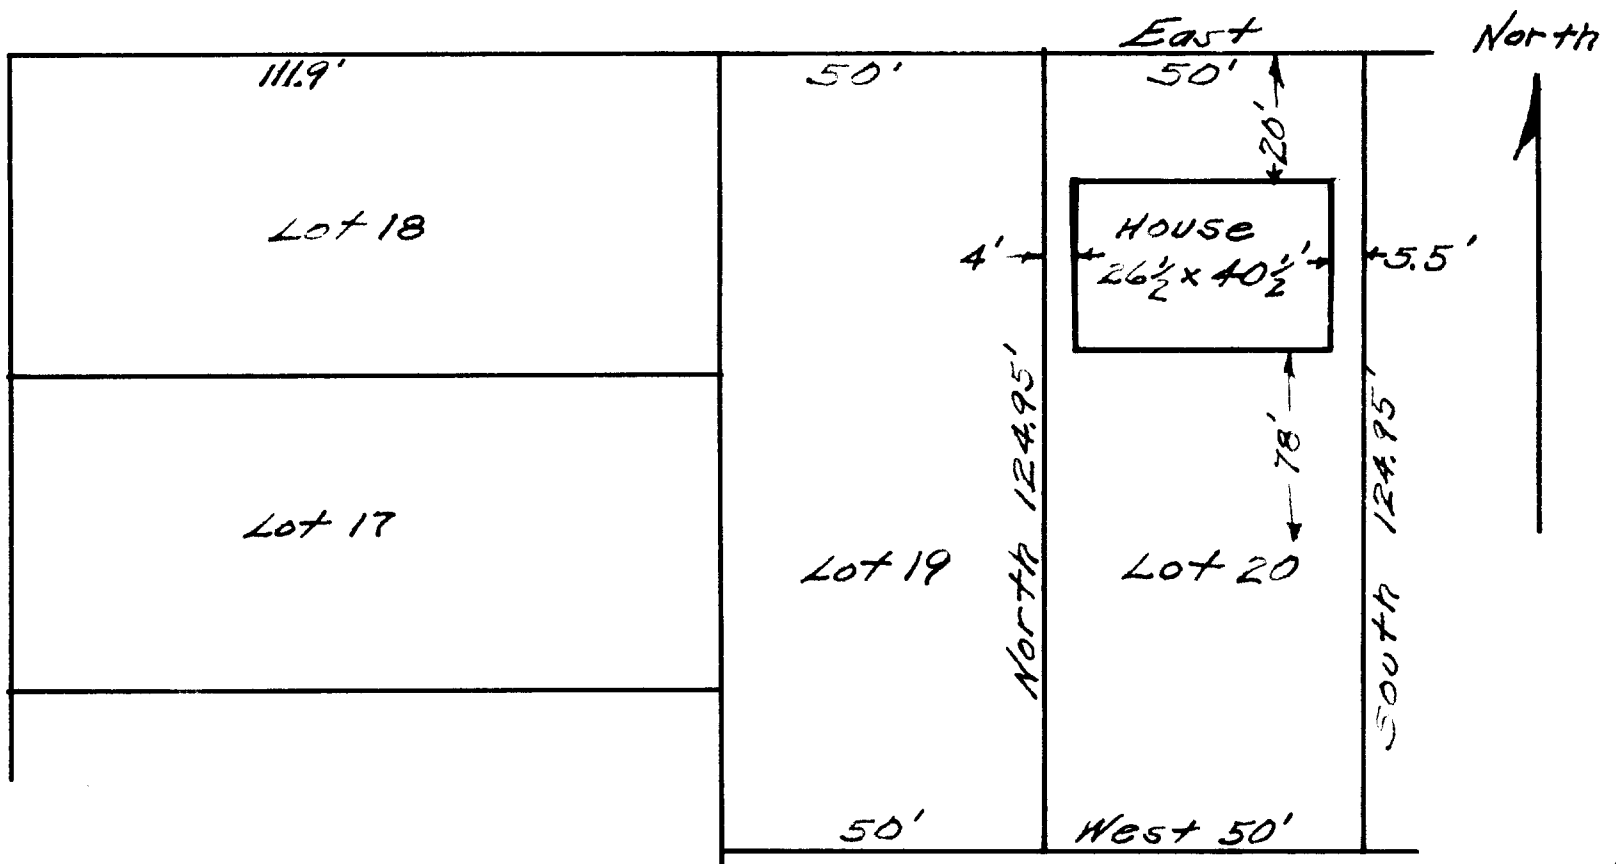 East
North
111.9'
50'
50'
20'
Lot 18
House
4'
26½ x 40½'
5.5'
North 124.95'
78'
South 124.95'
Lot 17
Lot 19
Lot 20
50'
West 50'